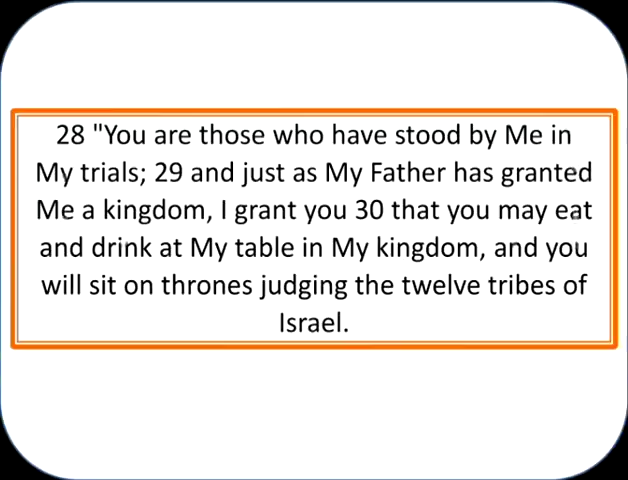 28 "You are those who have stood by Me in
My trials; 29 and just as My Father has granted
Me a kingdom, I grant you 30 that you may eat
and drink at My table in My kingdom, and you
will sit on thrones judging the twelve tribes of
Israel.